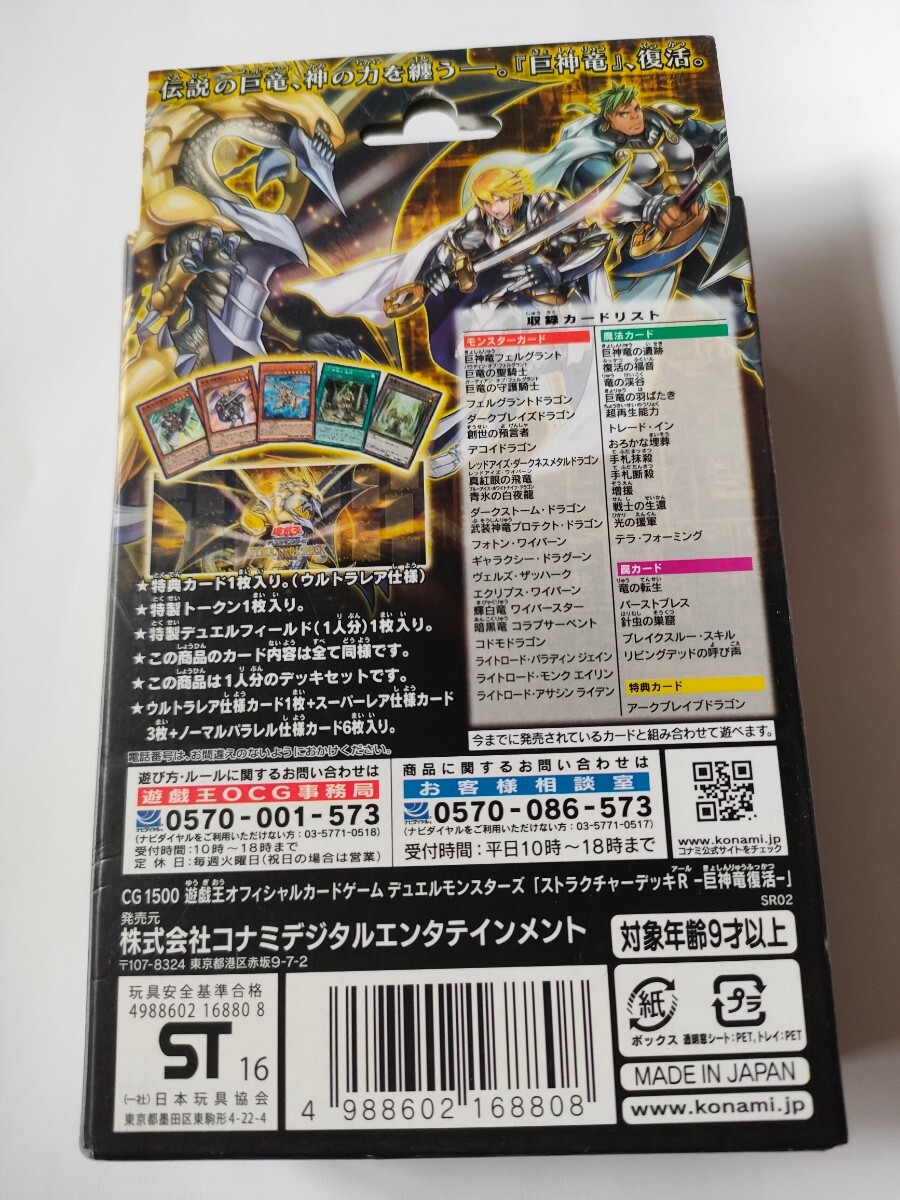 伝説の巨竜、神の力を纏う―。『巨神竜』、復活。
収録カードリスト
モンスターカード
巨神竜フェルグラント
巨竜の聖騎士
巨竜の守護騎士
フェルグラントドラゴン
ダークブレイズドラゴン
創世の預言者
デコイドラゴン
レッドアイズ・ダークネスメタルドラゴン
真紅眼の飛竜
青氷の白夜龍
ダークストーム・ドラゴン
武装神竜プロテクト・ドラゴン
フォトン・ワイバーン
ギャラクシー・ドラグーン
ヴェルズ・ザッハーク
エクリプス・ワイバーン
輝白竜 ワイバースター
暗黒竜 コラプサーペント
コドモドラゴン
ライトロード・パラディン ジェイン
ライトロード・モンク エイリン
ライトロード・アサシン ライデン
魔法カード
巨神竜の遺跡
復活の福音
竜の渓谷
巨竜の羽ばたき
超再生能力
トレード・イン
おろかな埋葬
手札抹殺
手札断殺
増援
戦士の生還
光の援軍
テラ・フォーミング
罠カード
竜の転生
バーストブレス
針虫の巣窟
ブレイクスルー・スキル
リビングデッドの呼び声
特典カード
アークブレイブドラゴン
★特典カード1枚入り。(ウルトラレア仕様)
★特製トークン1枚入り。
★特製デュエルフィールド(1人分)1枚入り。
★この商品のカード内容は全て同様です。
★この商品は1人分のデッキセットです。
★ウルトラレア仕様カード1枚+スーパーレア仕様カード
3枚+ノーマルパラレル仕様カード6枚入り。
今までに発売されているカードと組み合わせて遊べます。
電話番号は、お間違えのないようにおかけください。
遊び方・ルールに関するお問い合わせは
遊戯王OCG事務局
0570-001-573
(ナビダイヤルをご利用いただけない方:03-5771-0518)
受付時間:10時～18時まで
定休日:毎週火曜日(祝日の場合は営業)
商品に関するお問い合わせは
お客様相談室
0570-086-573
(ナビダイヤルをご利用いただけない方:03-5771-0517)
受付時間:平日10時～18時まで
www.konami.jp
コナミ公式サイトをチェック
CG1500 遊戯王オフィシャルカードゲーム デュエルモンスターズ 「ストラクチャーデッキR -巨神竜復活-」
SR02
発売元
株式会社コナミデジタルエンタテインメント
〒107-8324 東京都港区赤坂9-7-2
対象年齢9才以上
玩具安全基準合格
4988602 16880 8
ST 16
(一社)日本玩具協会
東京都墨田区東駒形4-22-4
4 988602 168808
紙
ボックス
プラ
透明窓シート:PET,トレイ:PET
MADE IN JAPAN
www.konami.jp